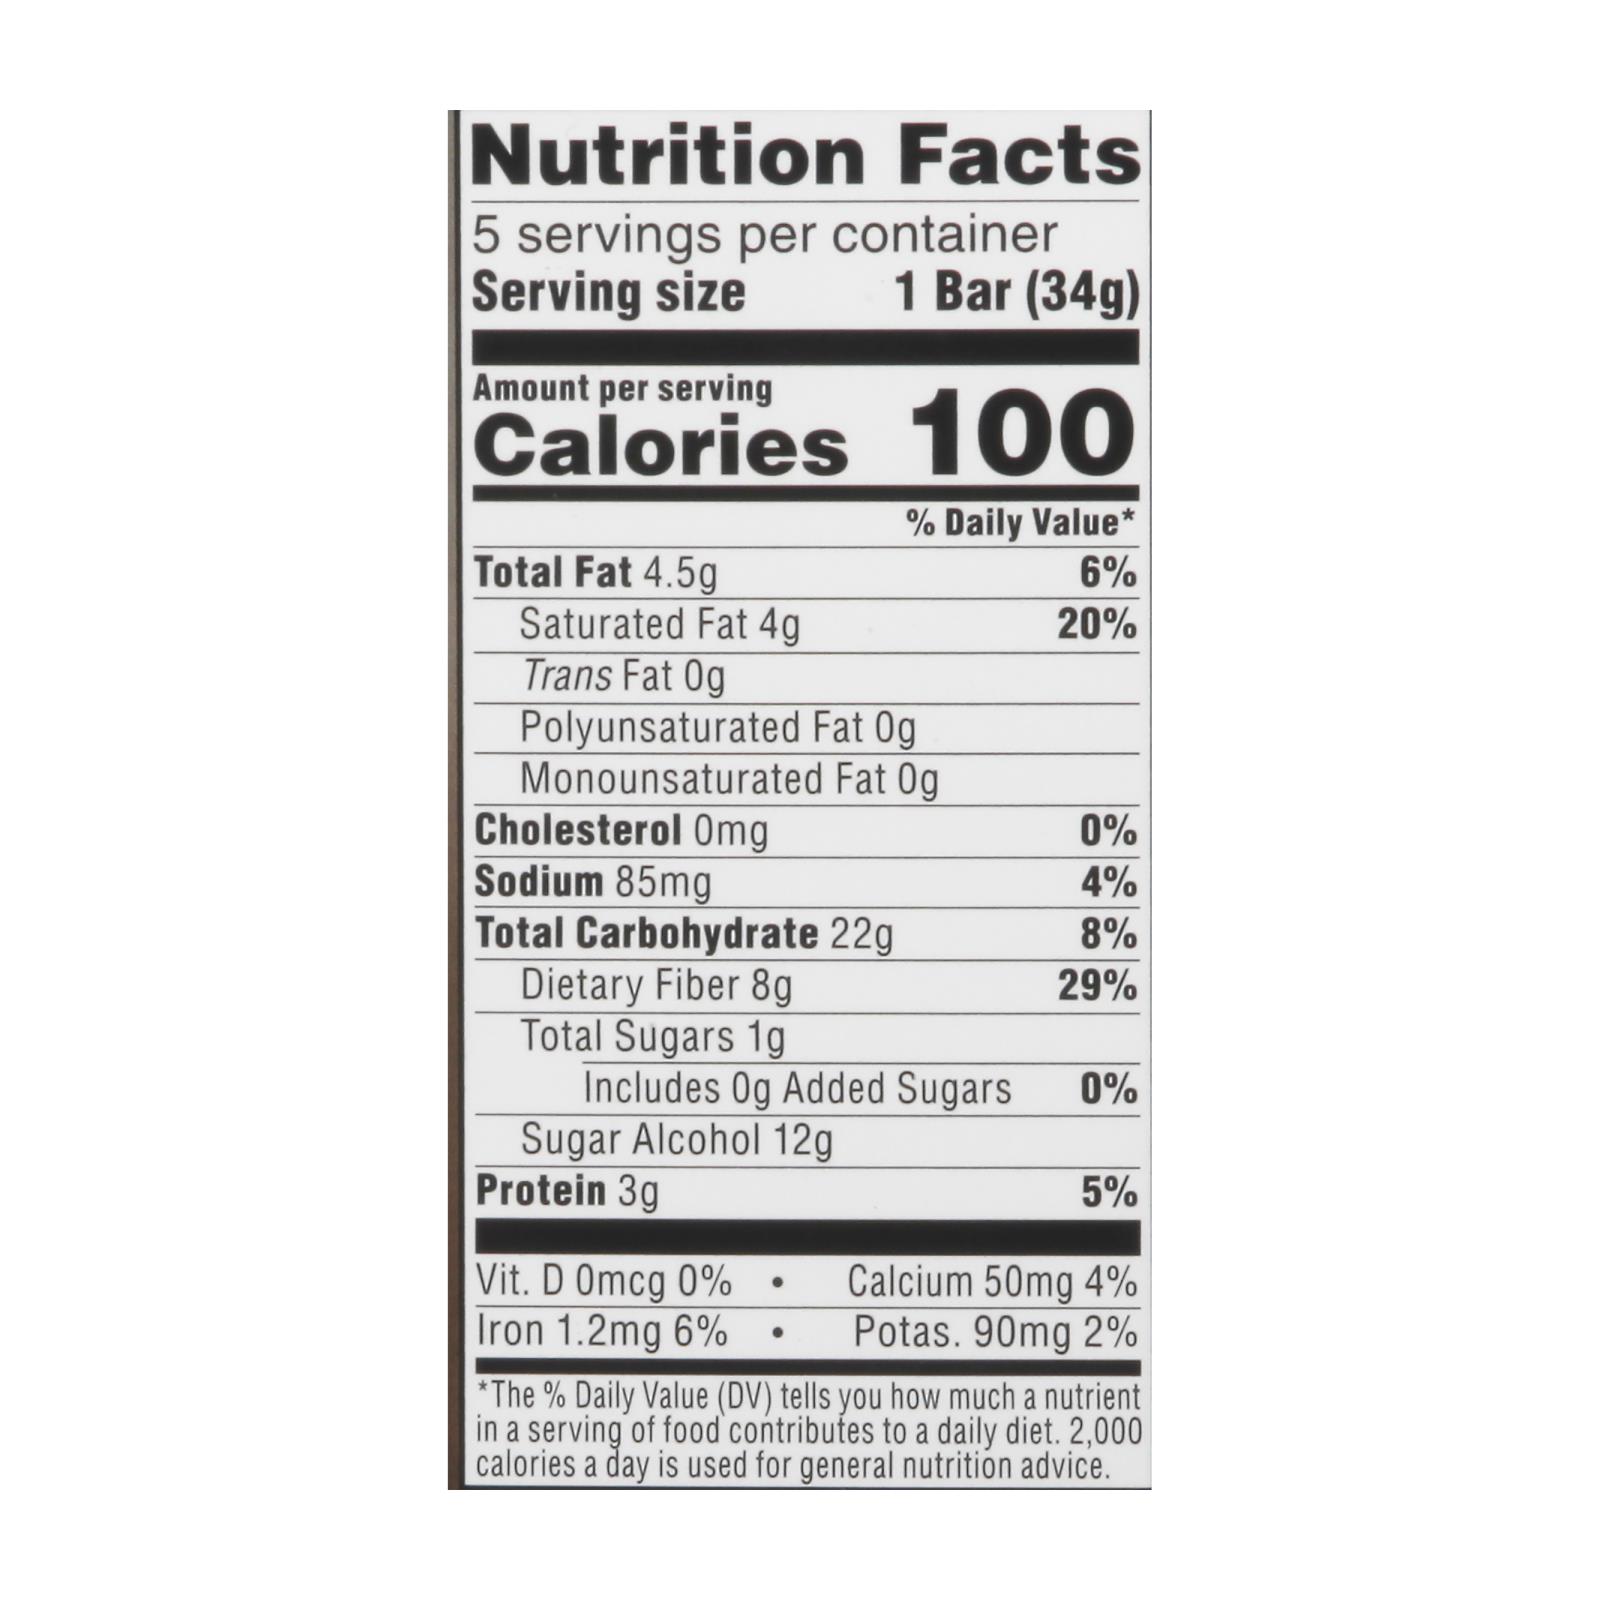 Nutrition Facts
5 servings per container
Serving size 1 Bar (34g)
Amount per serving
Calories 100
% Daily Value*
Total Fat 4.5g 6%
Saturated Fat 4g 20%
Trans Fat 0g
Polyunsaturated Fat 0g
Monounsaturated Fat 0g
Cholesterol 0mg 0%
Sodium 85mg 4%
Total Carbohydrate 22g 8%
Dietary Fiber 8g 29%
Total Sugars 1g
Includes 0g Added Sugars 0%
Sugar Alcohol 12g
Protein 3g 5%
Vit. D 0mcg 0% • Calcium 50mg 4%
Iron 1.2mg 6% • Potas. 90mg 2%
*The % Daily Value (DV) tells you how much a nutrient
in a serving of food contributes to a daily diet. 2,000
calories a day is used for general nutrition advice.